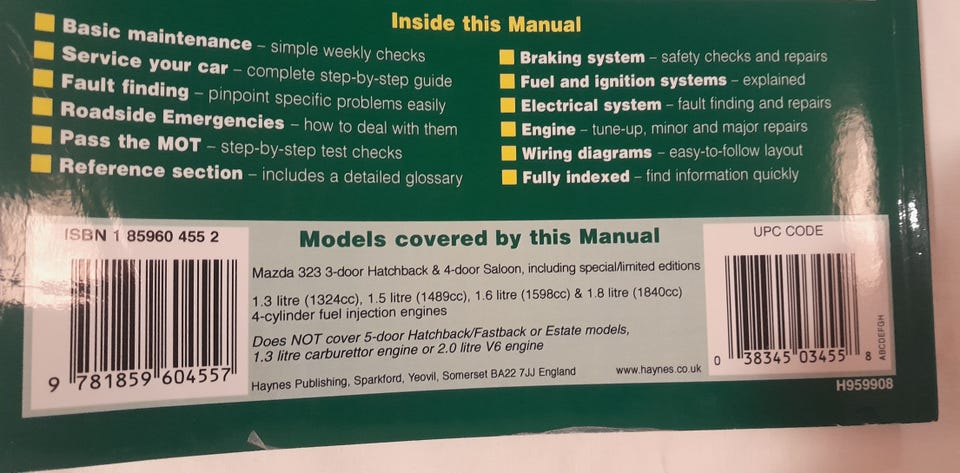 Inside this Manual
Basic maintenance – simple weekly checks
Service your car – complete step-by-step guide
Fault finding – pinpoint specific problems easily
Roadside Emergencies – how to deal with them
Pass the MOT – step-by-step test checks
Reference section – includes a detailed glossary
Braking system – safety checks and repairs
Fuel and ignition systems – explained
Electrical system – fault finding and repairs
Engine – tune-up, minor and major repairs
Wiring diagrams – easy-to-follow layout
Fully indexed – find information quickly
ISBN 1 85960 455 2
9 781859 604557
Models covered by this Manual
Mazda 323 3-door Hatchback & 4-door Saloon, including special/limited editions
1.3 litre (1324cc), 1.5 litre (1489cc), 1.6 litre (1598cc) & 1.8 litre (1840cc)
4-cylinder fuel injection engines
Does NOT cover 5-door Hatchback/Fastback or Estate models,
1.3 litre carburettor engine or 2.0 litre V6 engine
Haynes Publishing, Sparkford, Yeovil, Somerset BA22 7JJ England
www.haynes.co.uk
UPC CODE
0 38345 03455 8
ABCDEFGH
H959908